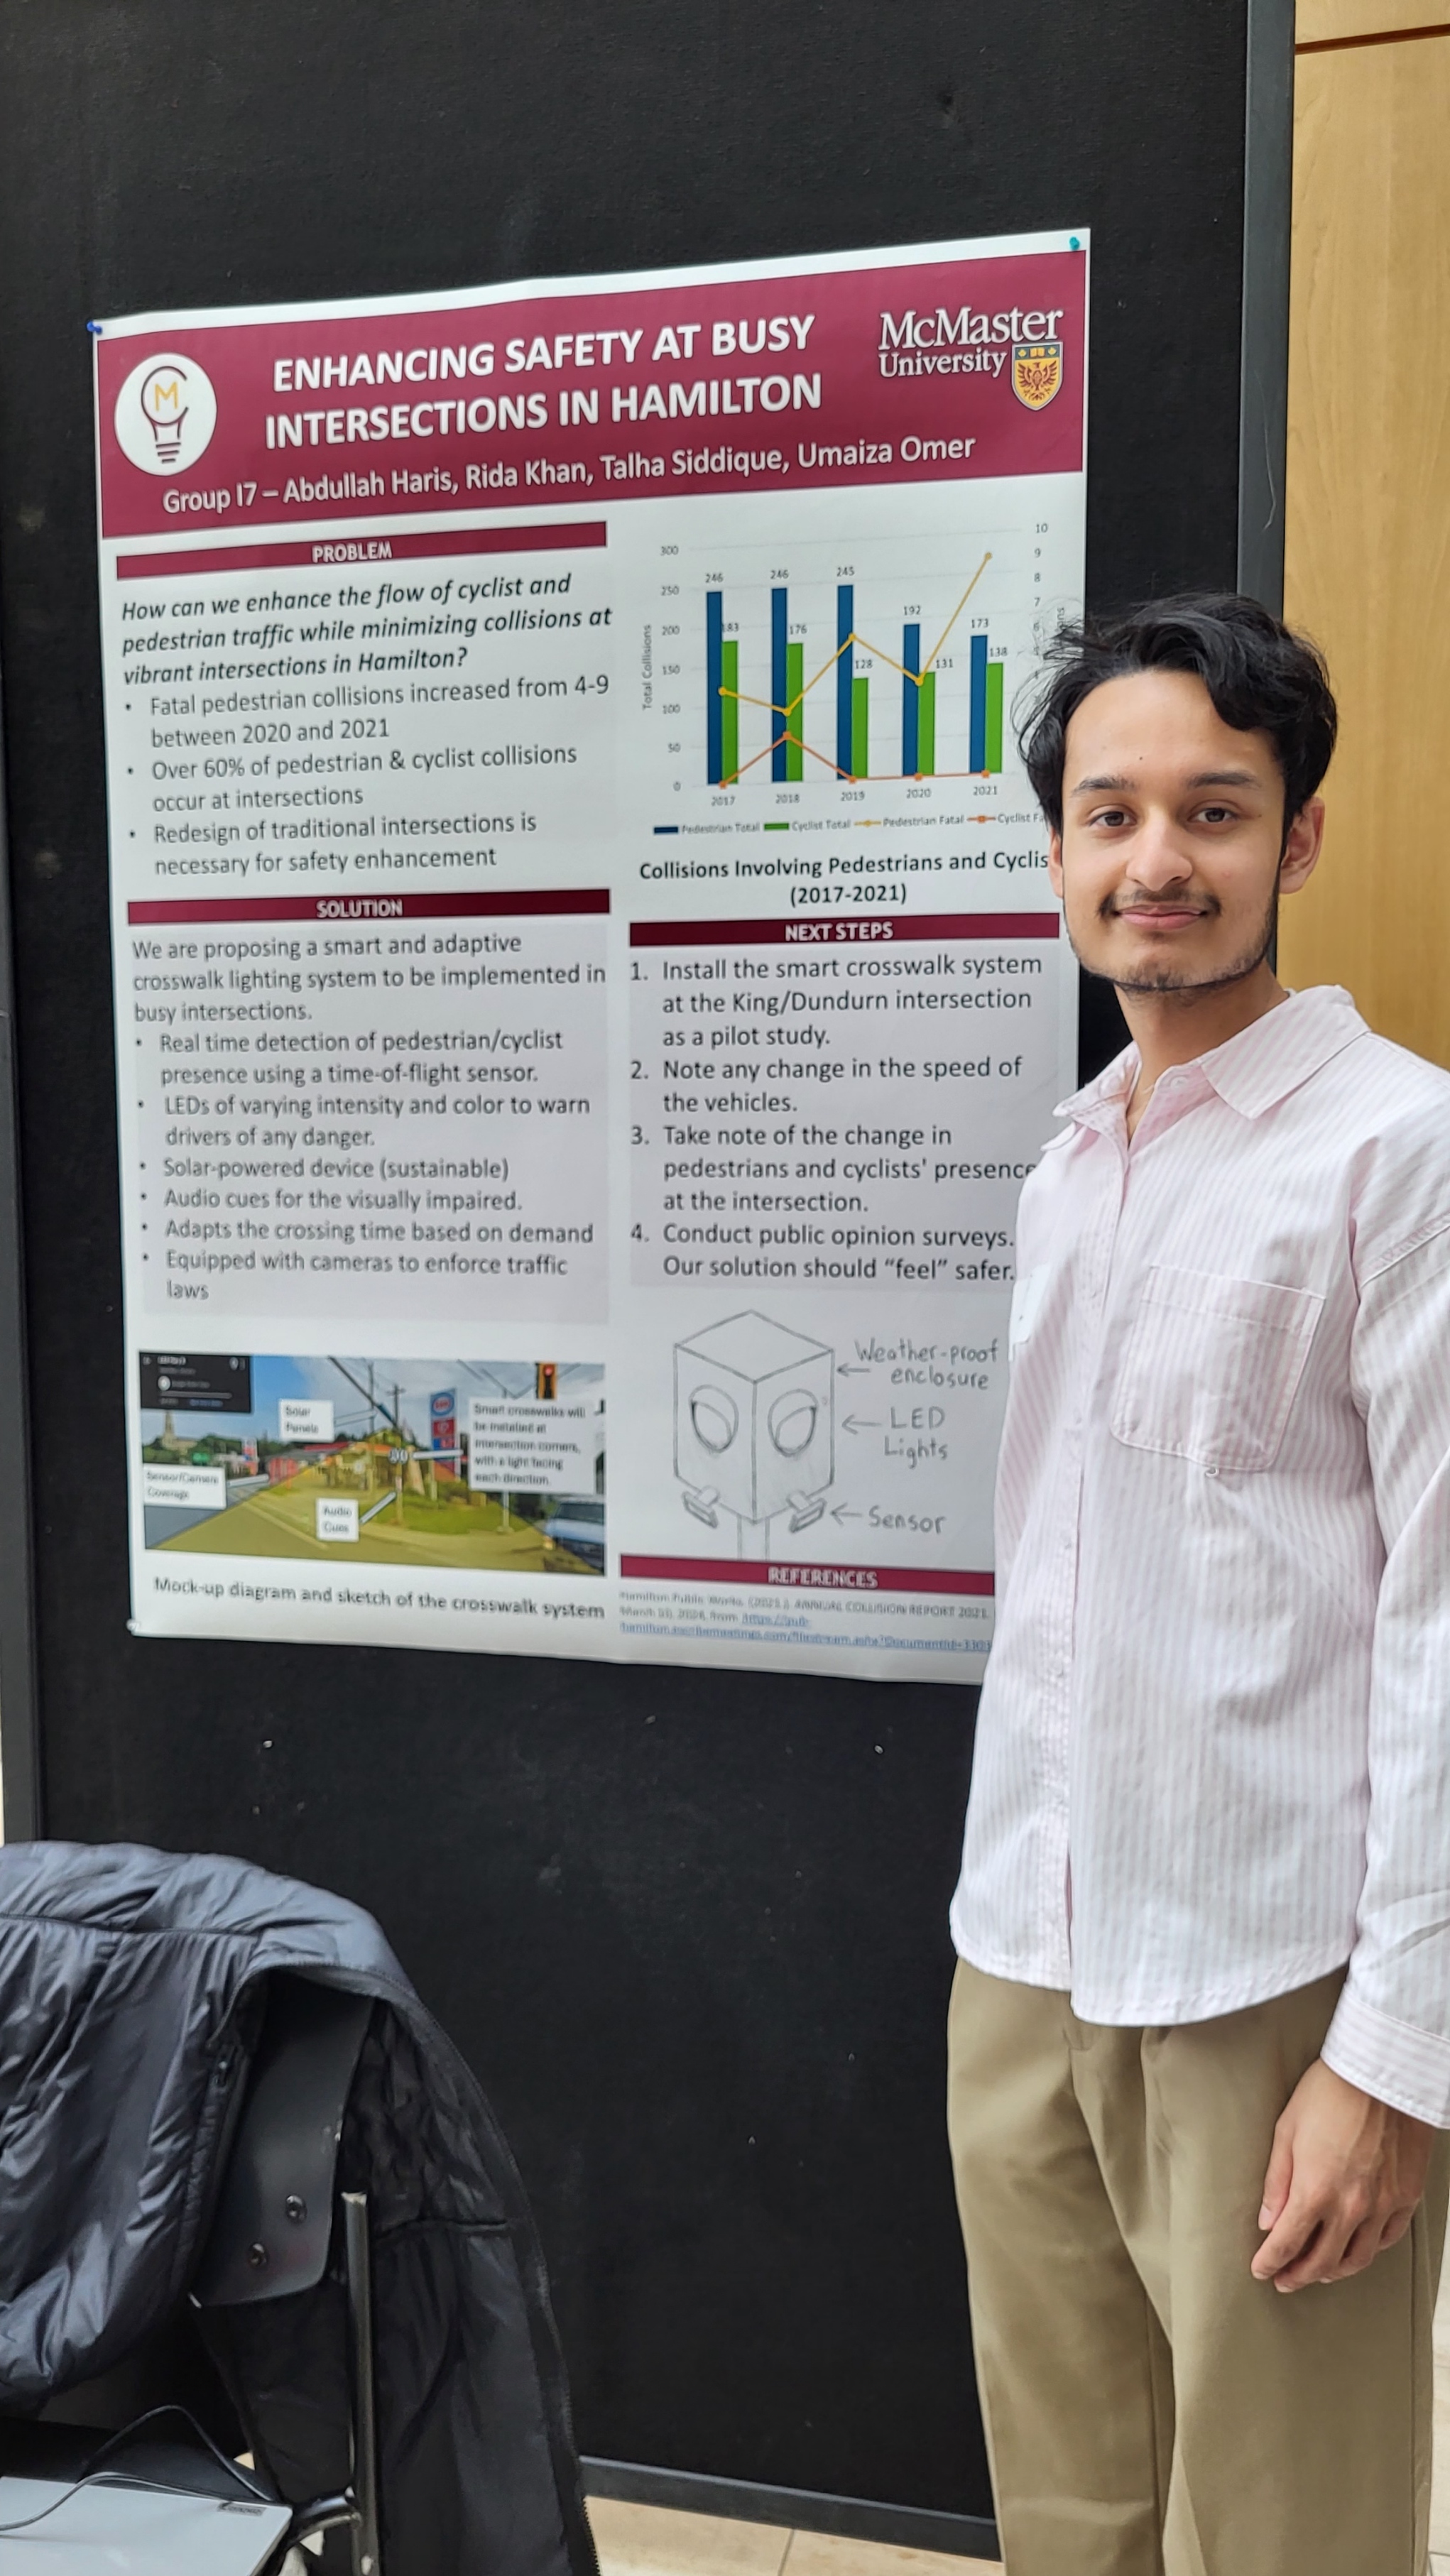 ENHANCING SAFETY AT BUSY
INTERSECTIONS IN HAMILTON
McMaster
University
M
Group I7 – Abdullah Haris, Rida Khan, Talha Siddique, Umaiza Omer
PROBLEM
How can we enhance the flow of cyclist and
pedestrian traffic while minimizing collisions at
vibrant intersections in Hamilton?
• Fatal pedestrian collisions increased from 4-9
between 2020 and 2021
• Over 60% of pedestrian & cyclist collisions
occur at intersections
• Redesign of traditional intersections is
necessary for safety enhancement
SOLUTION
We are proposing a smart and adaptive
crosswalk lighting system to be implemented in
busy intersections.
• Real time detection of pedestrian/cyclist
presence using a time-of-flight sensor.
• LEDs of varying intensity and color to warn
drivers of any danger.
• Solar-powered device (sustainable)
• Audio cues for the visually impaired.
• Adapts the crossing time based on demand
• Equipped with cameras to enforce traffic
laws
Solar
Panels
Smart crosswalks will
be installed at
intersection corners,
with a light facing
each direction.
Sensor/Camera
Coverage
Audio
Cues
Mock-up diagram and sketch of the crosswalk system
Total Collisions
300
250
200
150
100
50
0
10
9
8
7
6
246
183
246
176
245
128
192
131
173
138
2017 2018 2019 2020 2021
Pedestrian Total Cyclist Total Pedestrian Fatal Cyclist Fa
Collisions Involving Pedestrians and Cyclis
(2017-2021)
NEXT STEPS
1. Install the smart crosswalk system
at the King/Dundurn intersection
as a pilot study.
2. Note any change in the speed of
the vehicles.
3. Take note of the change in
pedestrians and cyclists' presence
at the intersection.
4. Conduct public opinion surveys.
Our solution should “feel” safer.
Weather-proof
enclosure
LED
Lights
Sensor
REFERENCES
Hamilton Public Works. (2021). ANNUAL COLLISION REPORT 2021.